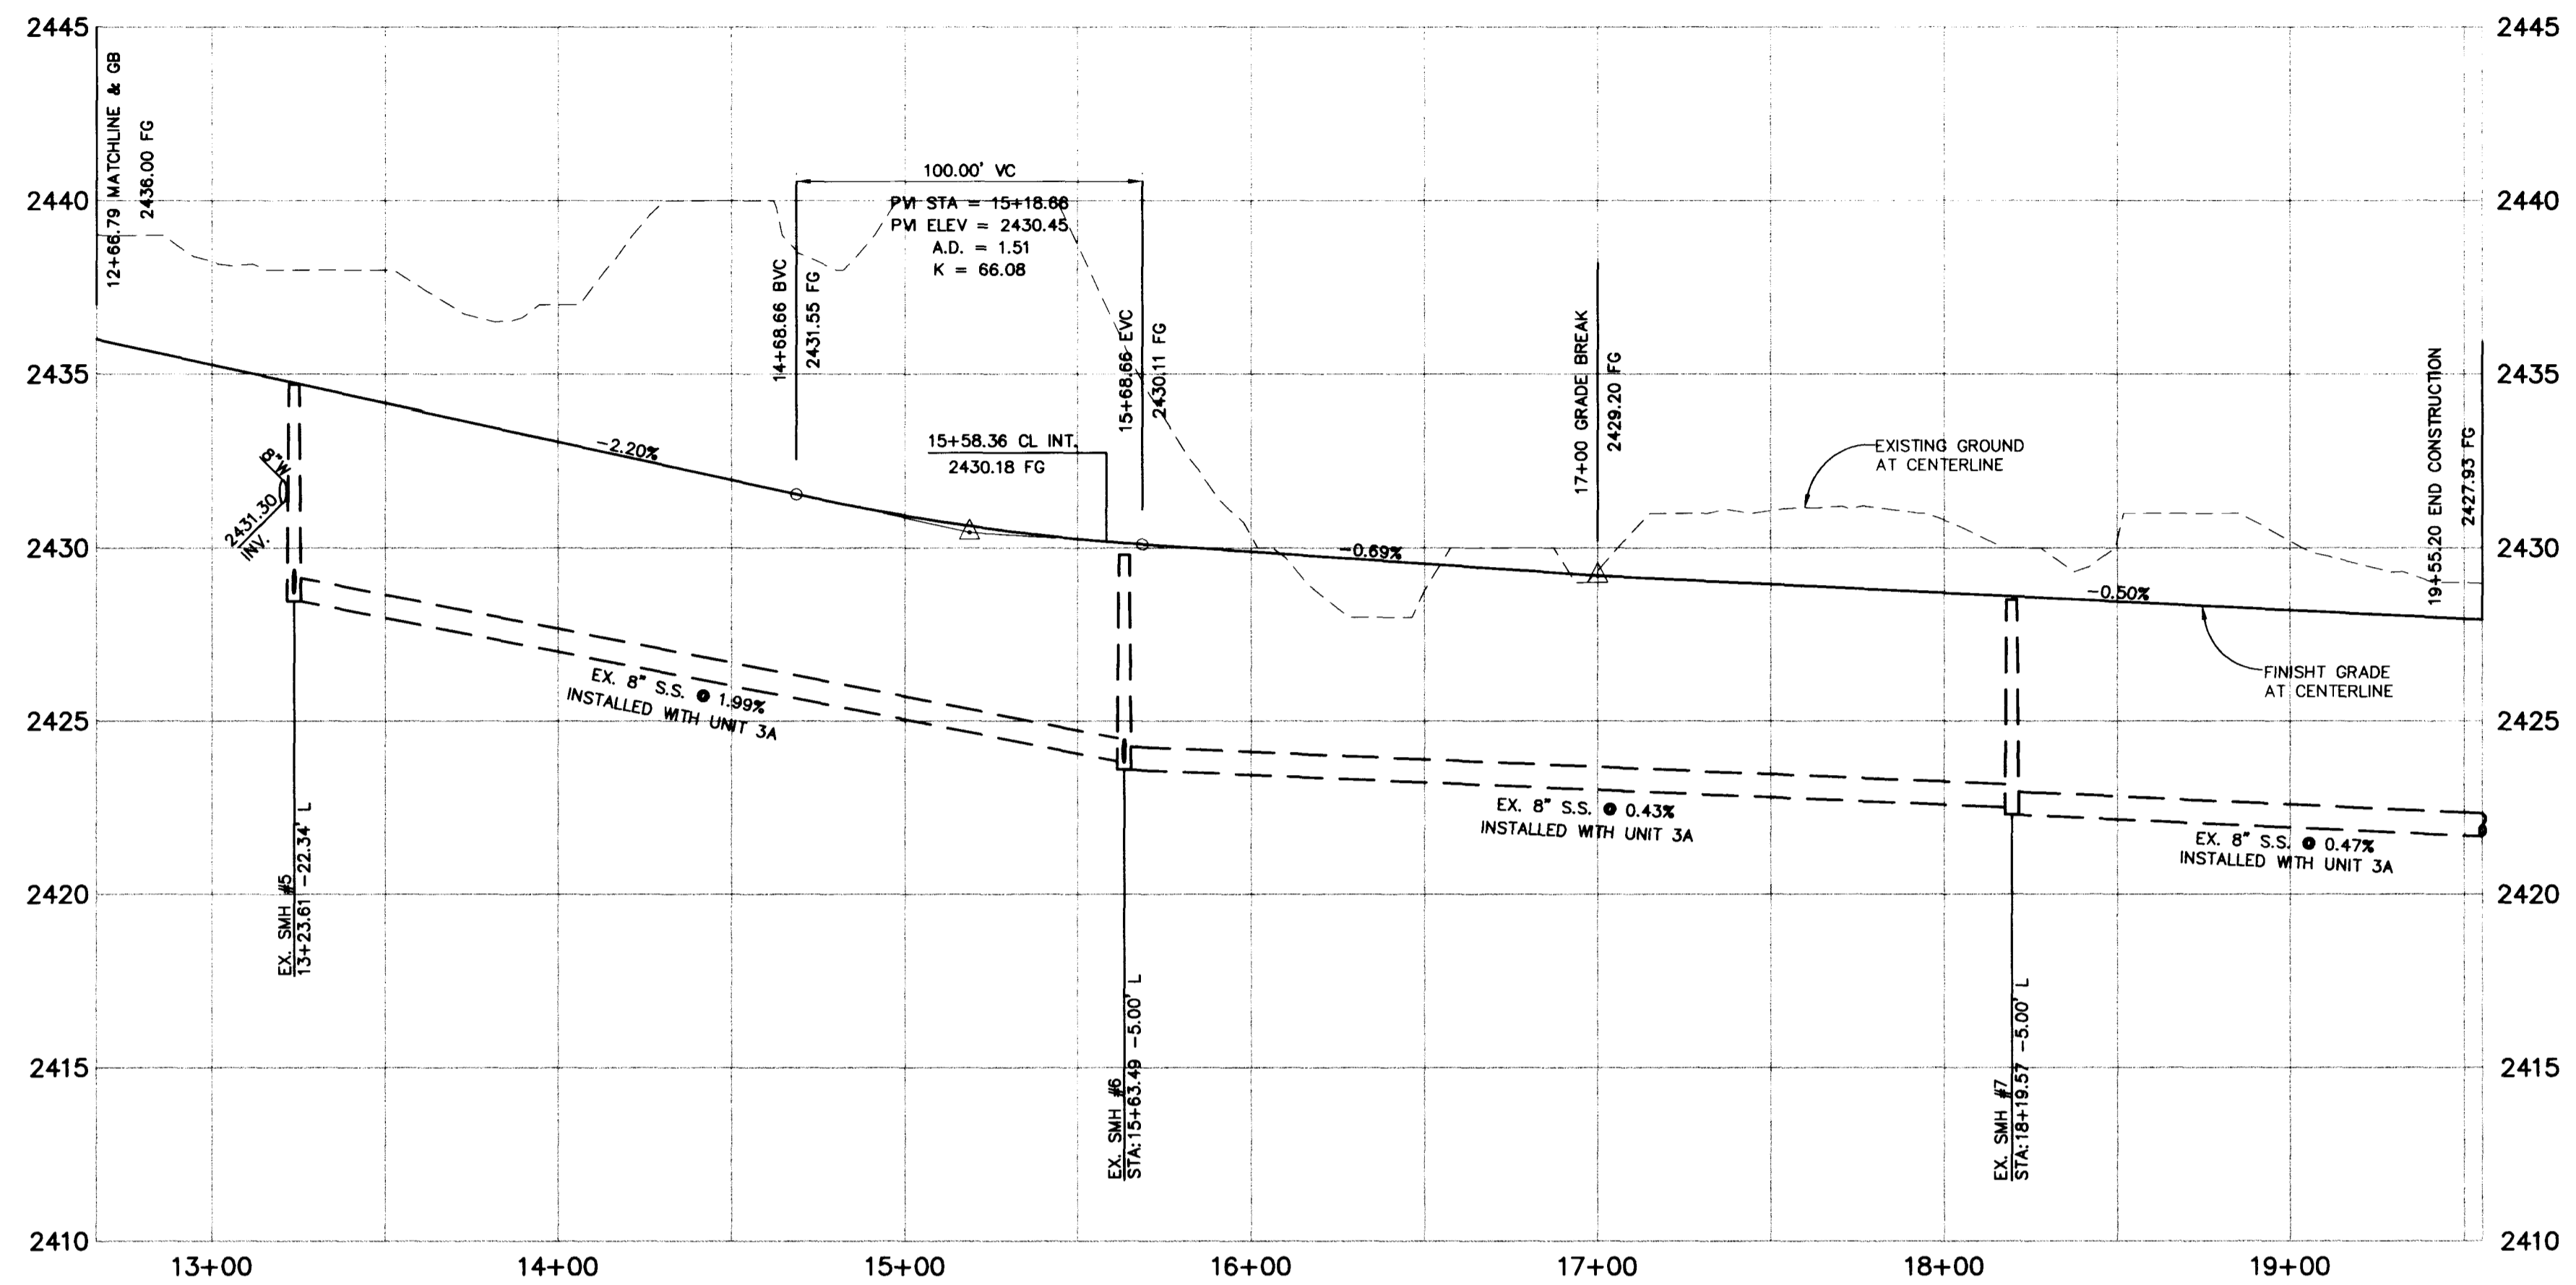 2445
2440
2435
2430
2425
2420
2415
2410
12+66.79 MATCHLINE & GB
2436.00 FG
100.00' VC
PVI STA = 15+18.66
PVI ELEV = 2430.45
A.D. = 1.51
K = 66.08
14+68.66 BVC
2431.55 FG
15+68.66 EVC
2430.11 FG
15+58.36 CL INT.
2430.18 FG
17+00 GRADE BREAK
2429.20 FG
EXISTING GROUND
AT CENTERLINE
19+55.20 END CONSTRUCTION
2427.93 FG
-2.20%
-0.69%
-0.50%
8"W
2431.30
INV.
FINISHT GRADE
AT CENTERLINE
EX. 8" S.S. @ 1.99%
INSTALLED WITH UNIT 3A
EX. 8" S.S. @ 0.43%
INSTALLED WITH UNIT 3A
EX. 8" S.S. @ 0.47%
INSTALLED WITH UNIT 3A
EX. SMH #5
13+23.61 -22.34' L
EX. SMH #6
STA:15+63.49 -5.00' L
EX. SMH #7
STA:18+19.57 -5.00' L
2445
2440
2435
2430
2425
2420
2415
2410
13+00 14+00 15+00 16+00 17+00 18+00 19+00